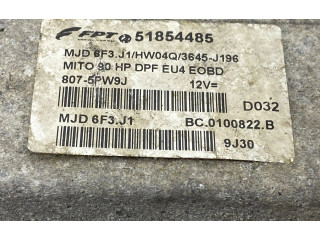 FPT 51854485
MJD 6F3.J1/HW04Q/3645-J196
MITO 90 HP DPF EU4 EOBD
807-5PW9J 12V=
D032
MJD 6F3.J1 BC.0100822.B
9J30